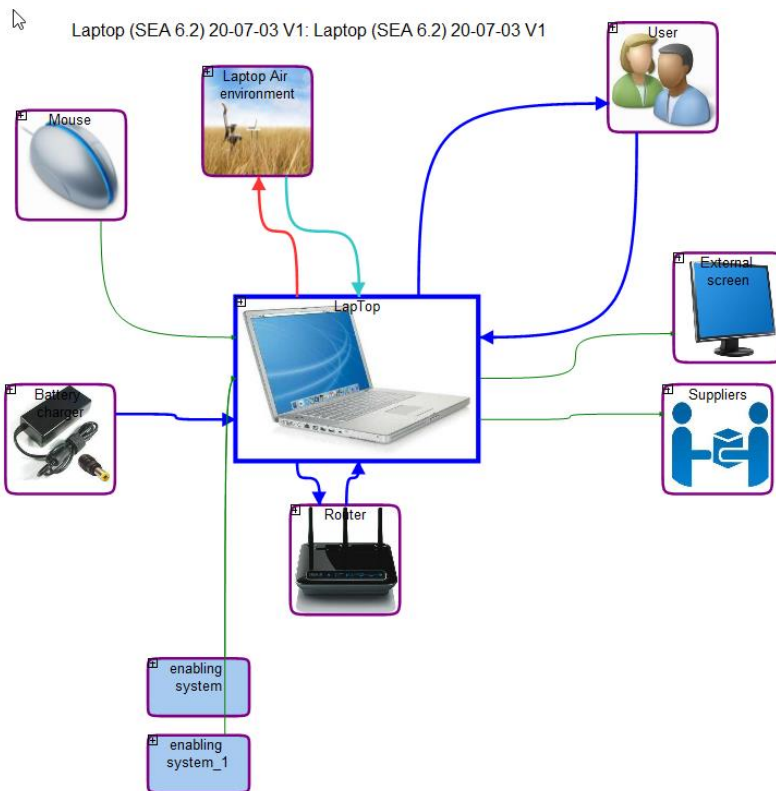 Laptop (SEA 6.2) 20-07-03 V1: Laptop (SEA 6.2) 20-07-03 V1
User
Laptop Air
environment
Mouse
External
screen
LapTop
Battery
charger
Suppliers
Router
enabling
system
enabling
system_1